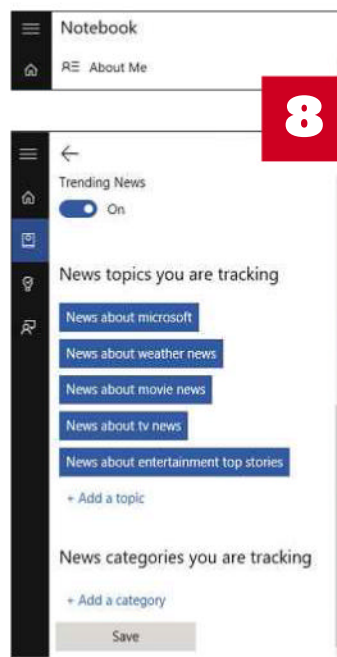 Notebook
About Me
8
Trending News
On
News topics you are tracking
News about microsoft
News about weather news
News about movie news
News about tv news
News about entertainment top stories
+ Add a topic
News categories you are tracking
+ Add a category
Save